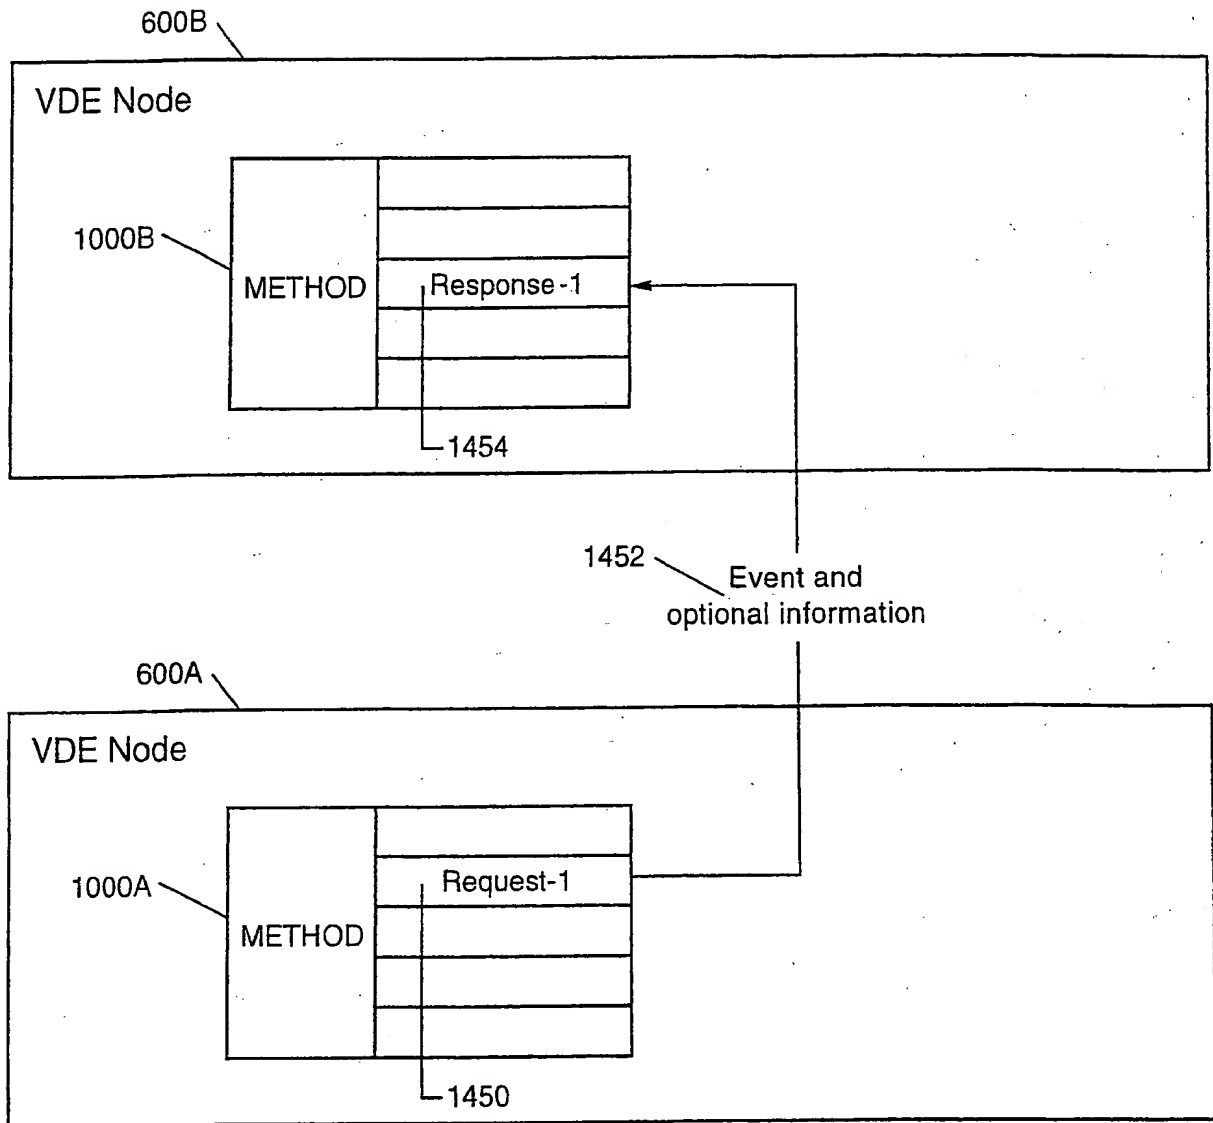 600B
VDE Node
1000B
METHOD
Response-1
1454
1452
Event and
optional information
600A
VDE Node
1000A
Request-1
METHOD
1450